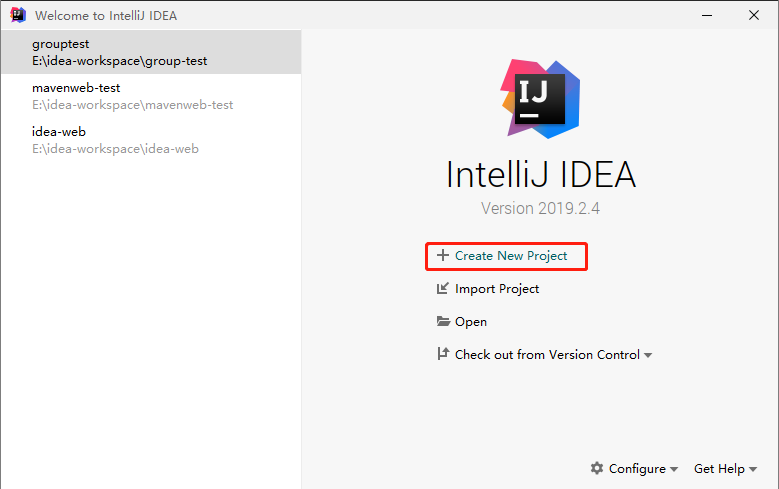 Welcome to IntelliJ IDEA
grouptest
E:\idea-workspace\group-test
mavenweb-test
E:\idea-workspace\mavenweb-test
idea-web
E:\idea-workspace\idea-web
IJ
IntelliJ IDEA
Version 2019.2.4
Create New Project
Import Project
Open
Check out from Version Control
Configure
Get Help